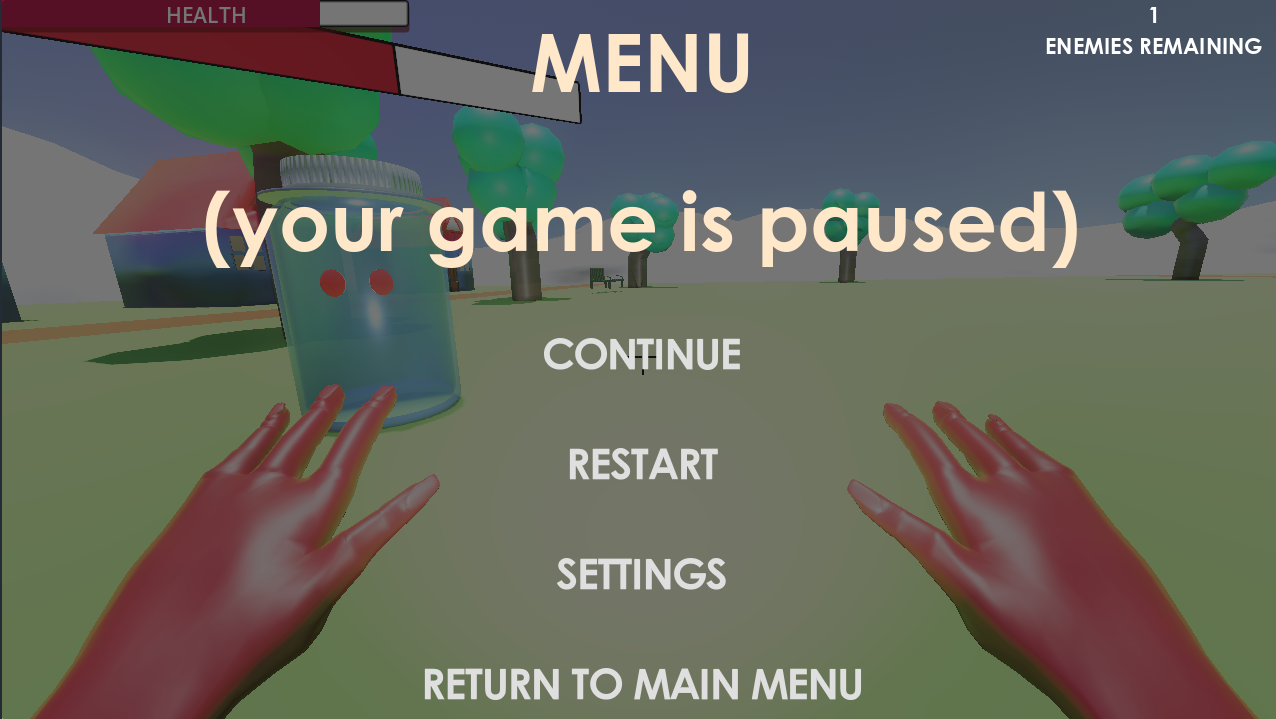 HEALTH
1
ENEMIES REMAINING
MENU
(your game is paused)
CONTINUE
RESTART
SETTINGS
RETURN TO MAIN MENU